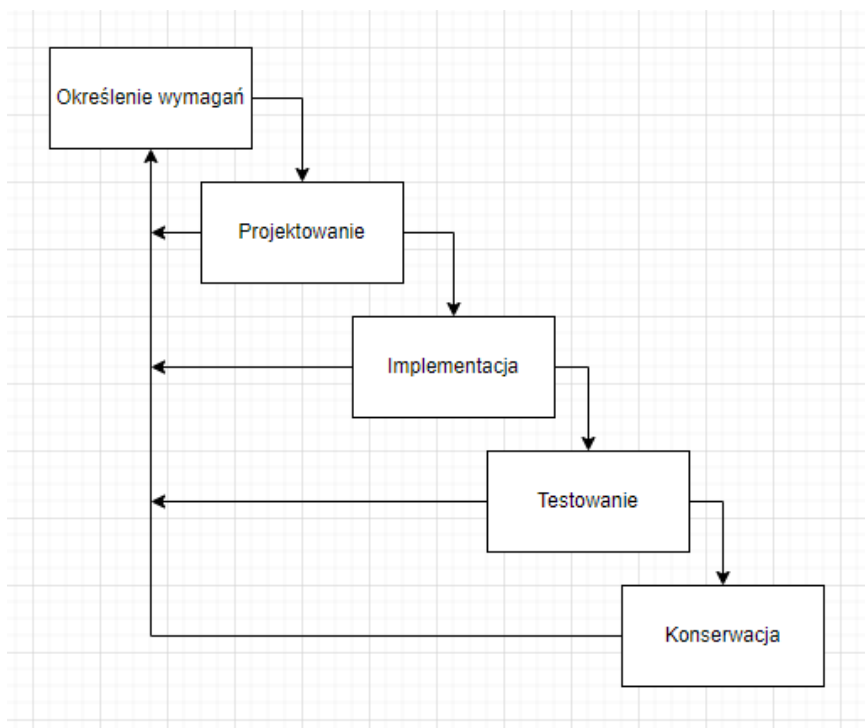 Określenie wymagań
Projektowanie
Implementacja
Testowanie
Konserwacja